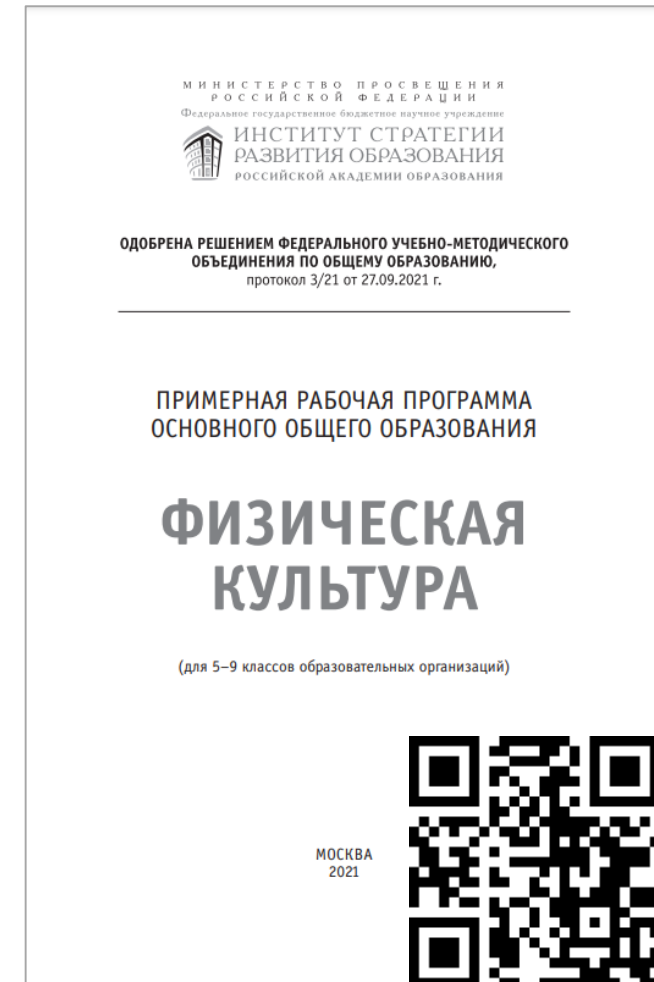 МИНИСТЕРСТВО ПРОСВЕЩЕНИЯ
РОССИЙСКОЙ ФЕДЕРАЦИИ
Федеральное государственное бюджетное научное учреждение
ИНСТИТУТ СТРАТЕГИИ
РАЗВИТИЯ ОБРАЗОВАНИЯ
РОССИЙСКОЙ АКАДЕМИИ ОБРАЗОВАНИЯ
ОДОБРЕНА РЕШЕНИЕМ ФЕДЕРАЛЬНОГО УЧЕБНО-МЕТОДИЧЕСКОГО
ОБЪЕДИНЕНИЯ ПО ОБЩЕМУ ОБРАЗОВАНИЮ,
протокол 3/21 от 27.09.2021 г.
ПРИМЕРНАЯ РАБОЧАЯ ПРОГРАММА
ОСНОВНОГО ОБЩЕГО ОБРАЗОВАНИЯ
ФИЗИЧЕСКАЯ
КУЛЬТУРА
(для 5–9 классов образовательных организаций)
МОСКВА
2021